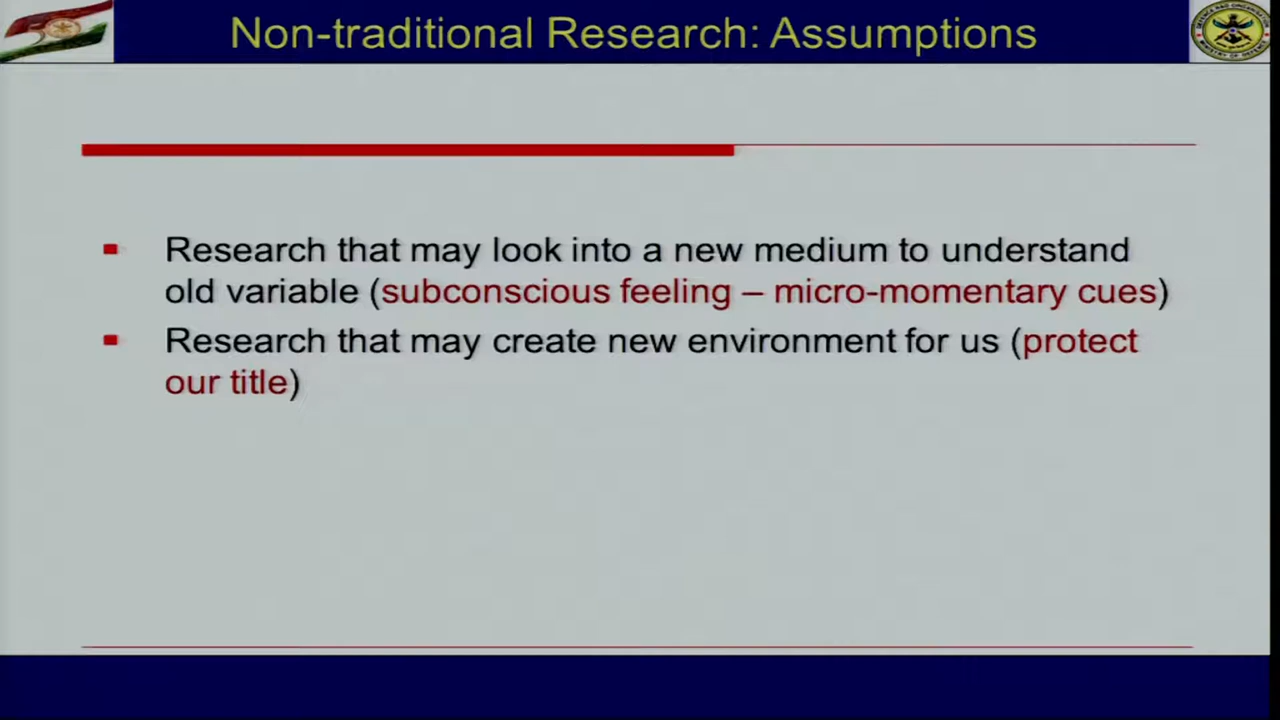 Non-traditional Research: Assumptions
Research that may look into a new medium to understand
old variable (subconscious feeling – micro-momentary cues)
Research that may create new environment for us (protect
our title)